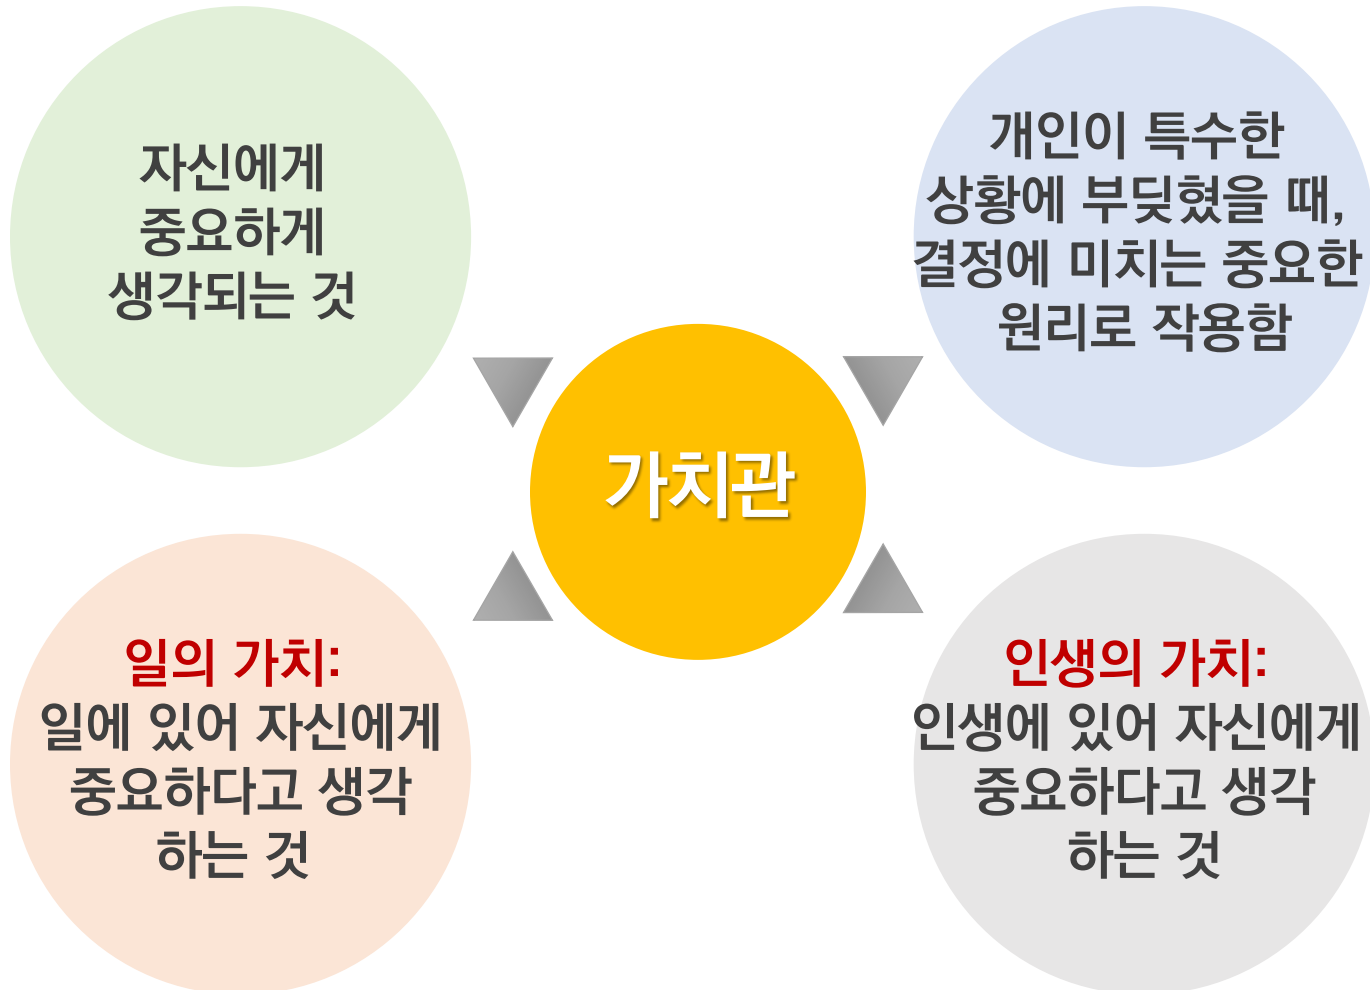 자신에게
중요하게
생각되는 것
개인이 특수한
상황에 부딪혔을 때,
결정에 미치는 중요한
원리로 작용함
가치관
일의 가치:
일에 있어 자신에게
중요하다고 생각
하는 것
인생의 가치:
인생에 있어 자신에게
중요하다고 생각
하는 것